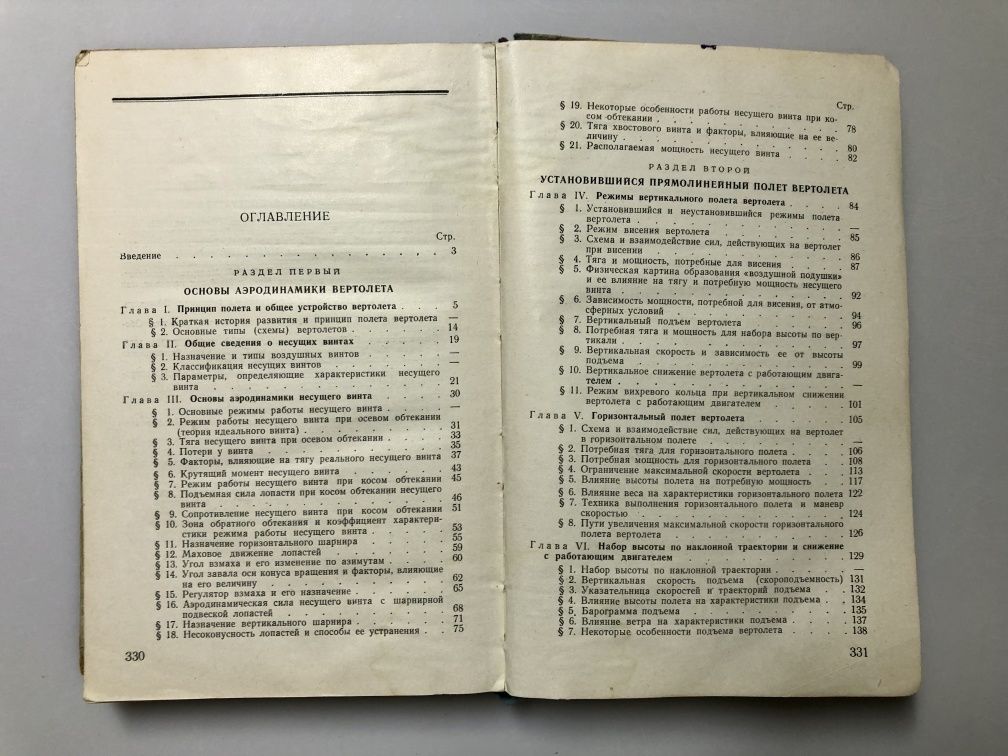 ОГЛАВЛЕНИЕ
Стр.
Введение . . . . . . . . . . . . . . . . 3
РАЗДЕЛ ПЕРВЫЙ
ОСНОВЫ АЭРОДИНАМИКИ ВЕРТОЛЕТА
Глава I. Принцип полета и общее устройство вертолета . . . . 5
§ 1. Краткая история развития и принцип полета вертолета —
§ 2. Основные типы (схемы) вертолетов . . . . . . . 14
Глава II. Общие сведения о несущих винтах . . . . . . . 19
§ 1. Назначение и типы воздушных винтов . . . . . —
§ 2. Классификация несущих винтов . . . . . . . —
§ 3. Параметры, определяющие характеристики несущего
винта . . . . . . . . . . . . . . 21
Глава III. Основы аэродинамики несущего винта . . . . . 30
§ 1. Основные режимы работы несущего винта . . . . —
§ 2. Режим работы несущего винта при осевом обтекании
(теория идеального винта) . . . . . . . . 31
§ 3. Тяга несущего винта при осевом обтекании . . . . 33
§ 4. Потери у винта . . . . . . . . . . . 35
§ 5. Факторы, влияющие на тягу реального несущего винта 37
§ 6. Крутящий момент несущего винта . . . . . . 43
§ 7. Режим работы несущего винта при косом обтекании 45
§ 8. Подъемная сила лопасти при косом обтекании несущего
винта . . . . . . . . . . . . . . 46
§ 9. Сопротивление несущего винта при косом обтекании 51
§ 10. Зона обратного обтекания и коэффициент характери-
стики режима работы несущего винта . . . . . 53
§ 11. Назначение горизонтального шарнира . . . . . 55
§ 12. Маховое движение лопастей . . . . . . . 59
§ 13. Угол взмаха и его изменение по азимутам . . . . 60
§ 14. Угол завала оси конуса вращения и факторы, влияющие
на его величину . . . . . . . . . . . 62
§ 15. Регулятор взмаха и его назначение . . . . . . 65
§ 16. Аэродинамическая сила несущего винта с шарнирной
подвеской лопастей . . . . . . . . . . 68
§ 17. Назначение вертикального шарнира . . . . . . 71
§ 18. Несоконусность лопастей и способы ее устранения . . 75
330
Стр.
§ 19. Некоторые особенности работы несущего винта при ко-
сом обтекании . . . . . . . . . . . 78
§ 20. Тяга хвостового винта и факторы, влияющие на ее ве-
личину . . . . . . . . . . . . . . 80
§ 21. Располагаемая мощность несущего винта . . . . . 82
РАЗДЕЛ ВТОРОЙ
УСТАНОВИВШИЙСЯ ПРЯМОЛИНЕЙНЫЙ ПОЛЕТ ВЕРТОЛЕТА
Глава IV. Режимы вертикального полета вертолета . . . . 84
§ 1. Установившийся и неустановившийся режимы полета
вертолета . . . . . . . . . . . . . —
§ 2. Режим висения вертолета . . . . . . . . 85
§ 3. Схема и взаимодействие сил, действующих на вертолет
при висении . . . . . . . . . . . . 86
§ 4. Тяга и мощность, потребные для висения . . . . 87
§ 5. Физическая картина образования «воздушной подушки»
и ее влияние на тягу и потребную мощность несущего
винта . . . . . . . . . . . . . . 92
§ 6. Зависимость мощности, потребной для висения, от атмо-
сферных условий . . . . . . . . . . . 94
§ 7. Вертикальный подъем вертолета . . . . . . . 96
§ 8. Потребная тяга и мощность для набора высоты по вер-
тикали . . . . . . . . . . . . . . 97
§ 9. Вертикальная скорость и зависимость ее от высоты
подъема . . . . . . . . . . . . . 99
§ 10. Вертикальное снижение вертолета с работающим двига-
телем . . . . . . . . . . . . . . —
§ 11. Режим вихревого кольца при вертикальном снижении
вертолета с работающим двигателем . . . . . . 101
Глава V. Горизонтальный полет вертолета . . . . . . . 105
§ 1. Схема и взаимодействие сил, действующих на вертолет
в горизонтальном полете . . . . . . . . . —
§ 2. Потребная тяга для горизонтального полета . . . . 106
§ 3. Потребная мощность для горизонтального полета . . 108
§ 4. Ограничение максимальной скорости вертолета . . . 113
§ 5. Влияние высоты полета на потребную мощность . . 117
§ 6. Влияние веса на характеристики горизонтального полета 122
§ 7. Техника выполнения горизонтального полета и маневр
скоростью . . . . . . . . . . . . . 124
§ 8. Пути увеличения максимальной скорости горизонтального
полета вертолета . . . . . . . . . . . 126
Глава VI. Набор высоты по наклонной траектории и снижение
с работающим двигателем . . . . . . . . . 129
§ 1. Набор высоты по наклонной траектории . . . . . —
§ 2. Вертикальная скорость подъема (скороподъемность) 131
§ 3. Указательница скоростей и траекторий подъема . . 132
§ 4. Влияние высоты полета на характеристики подъема . . 134
§ 5. Барограмма подъема . . . . . . . . . 135
§ 6. Влияние ветра на характеристики подъема . . . . 137
§ 7. Некоторые особенности подъема вертолета . . . . 138
331